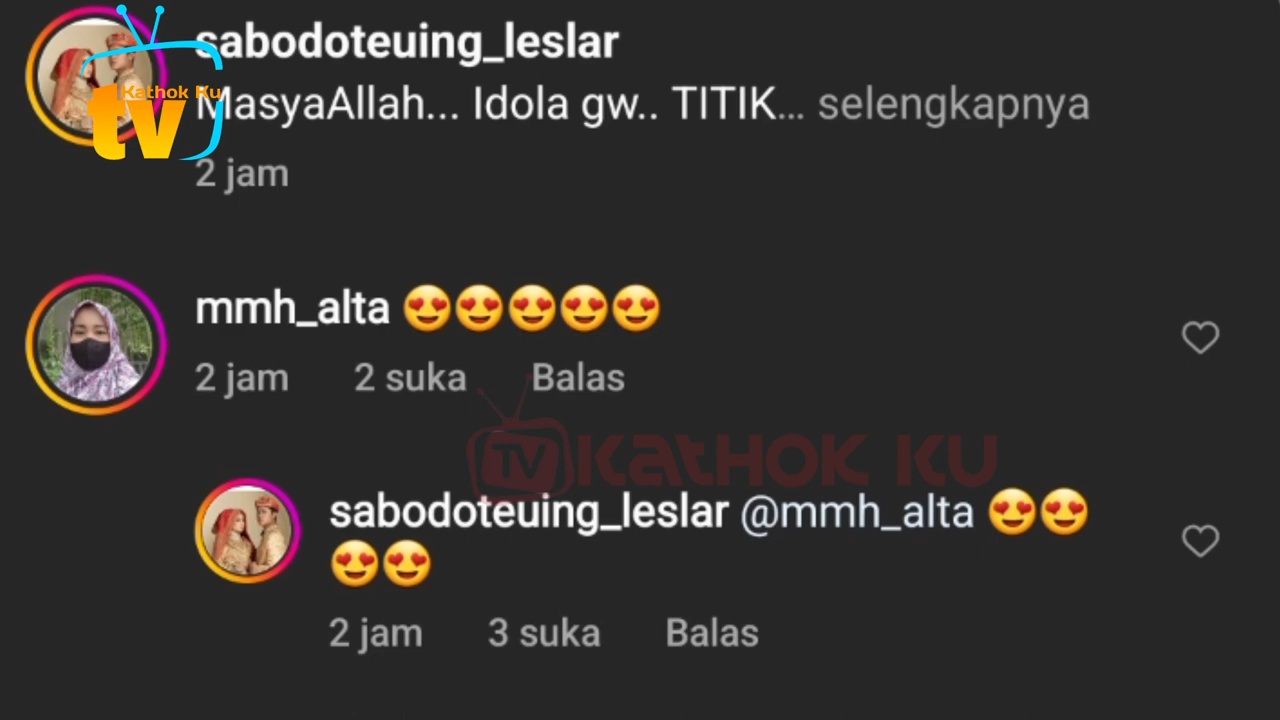 sabodoteuing_leslar
Kathok Ku
tv
MasyaAllah... Idola gw.. TITIK... selengkapnya
2 jam
mmh_alta 😍😍😍😍😍
2 jam 2 suka Balas
TV KATHOK KU
sabodoteuing_leslar @mmh_alta 😍😍
😍😍
2 jam 3 suka Balas